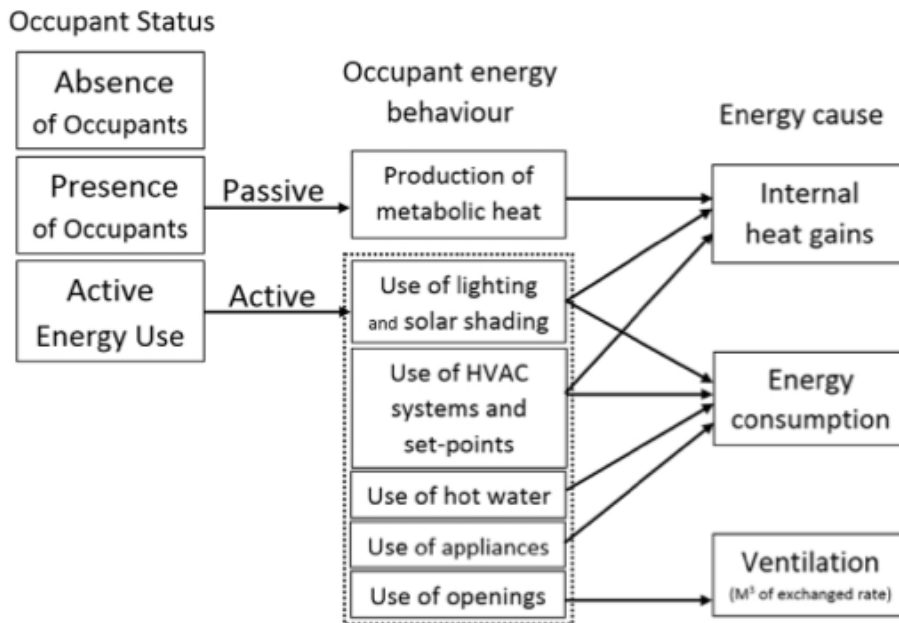 Occupant Status
Absence
of Occupants
Presence
of Occupants
Active
Energy Use
Passive
Active
Occupant energy
behaviour
Production of
metabolic heat
Use of lighting
and solar shading
Use of HVAC
systems and
set-points
Use of hot water
Use of appliances
Use of openings
Energy cause
Internal
heat gains
Energy
consumption
Ventilation
(M³ of exchanged rate)